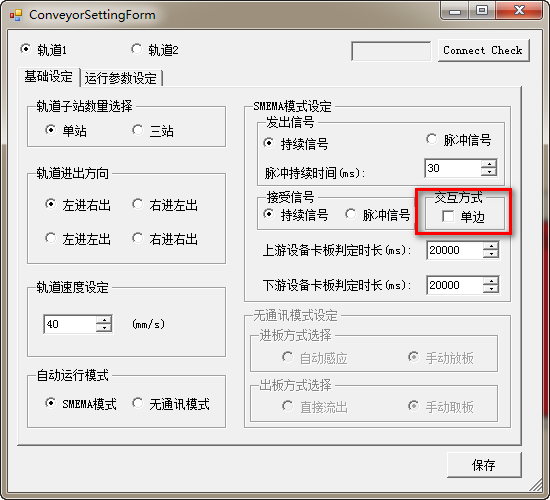 ConveyorSettingForm
轨道1 轨道2 Connect Check
基础设定 运行参数设定
轨道子站数量选择
单站 三站
轨道进出方向
左进右出 右进左出
左进左出 右进右出
轨道速度设定
40 (mm/s)
自动运行模式
SMEMA模式 无通讯模式
SMEMA模式设定
发出信号
持续信号 脉冲信号
脉冲持续时间(ms): 30
接受信号
持续信号 脉冲信号
交互方式
单边
上游设备卡板判定时长(ms): 20000
下游设备卡板判定时长(ms): 20000
无通讯模式设定
进板方式选择
自动感应 手动放板
出板方式选择
直接流出 手动取板
保存